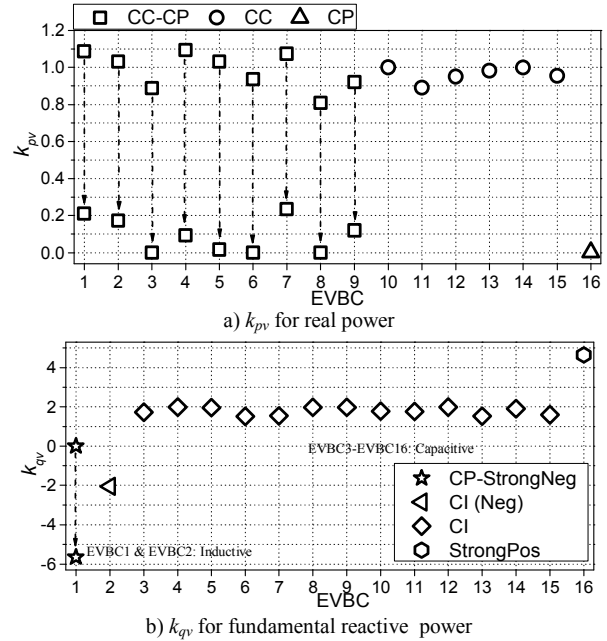 CC-CP CC CP
1.2
1.0
0.8
0.6
0.4
0.2
0.0
kpv
1 2 3 4 5 6 7 8 9 10 11 12 13 14 15 16
EVBC
a) kpv for real power
4
2
0
-2
-4
-6
kqv
EVBC3-EVBC16: Capacitive
CP-StrongNeg
CI (Neg)
CI
StrongPos
EVBC1 & EVBC2: Inductive
1 2 3 4 5 6 7 8 9 10 11 12 13 14 15 16
EVBC
b) kqv for fundamental reactive power